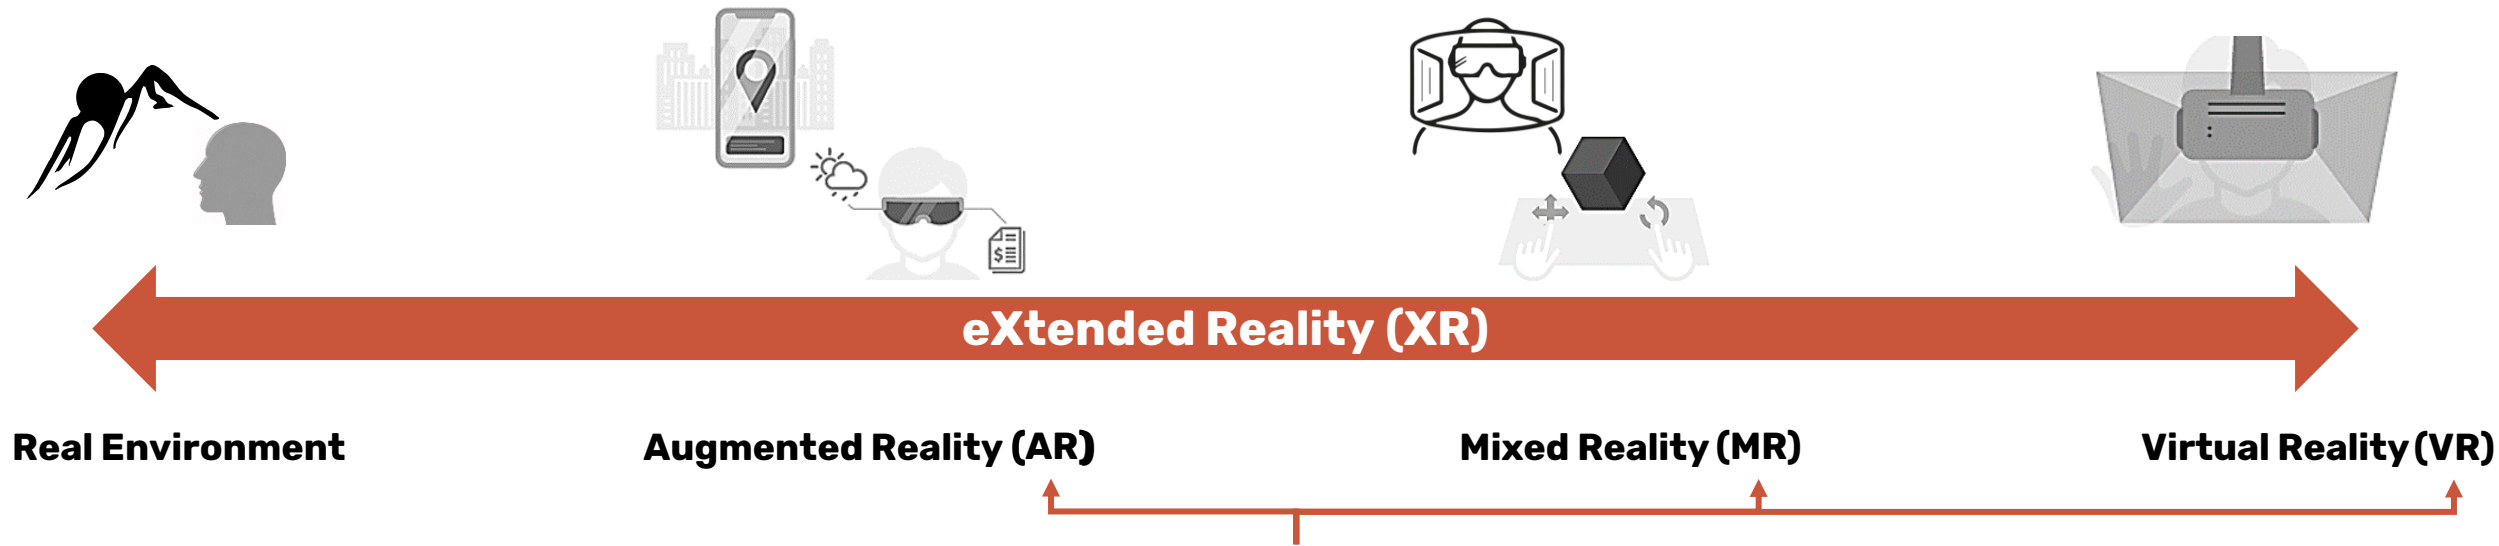 eXtended Reality (XR)
Real Environment
Augmented Reality (AR)
Mixed Reality (MR)
Virtual Reality (VR)